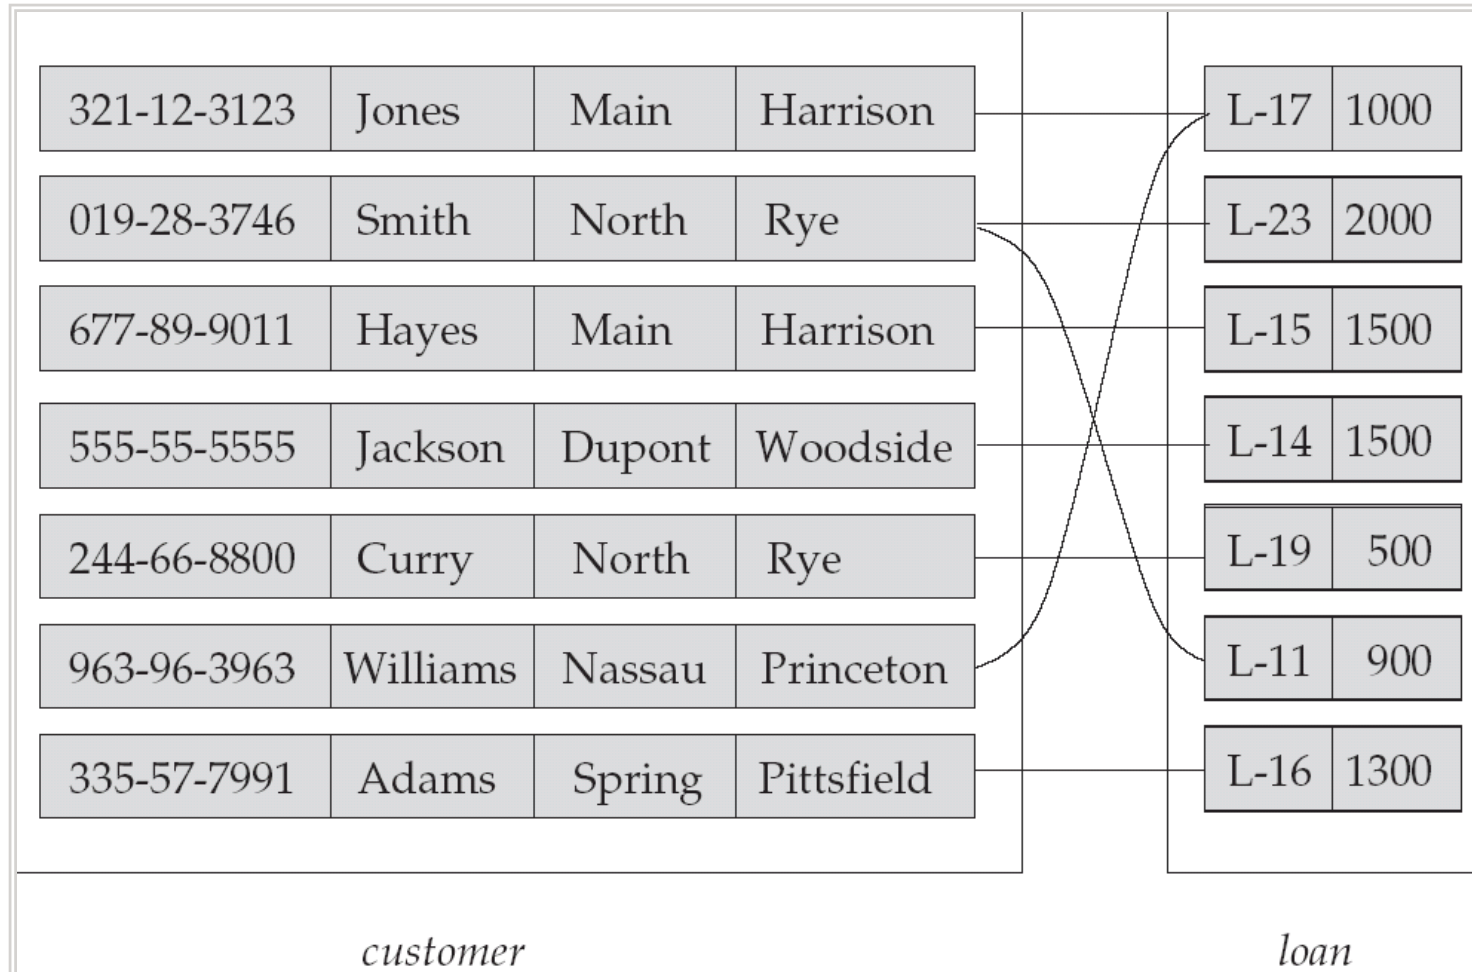 321-12-3123 Jones Main Harrison L-17 1000
019-28-3746 Smith North Rye L-23 2000
677-89-9011 Hayes Main Harrison L-15 1500
555-55-5555 Jackson Dupont Woodside L-14 1500
244-66-8800 Curry North Rye L-19 500
963-96-3963 Williams Nassau Princeton L-11 900
335-57-7991 Adams Spring Pittsfield L-16 1300
customer loan